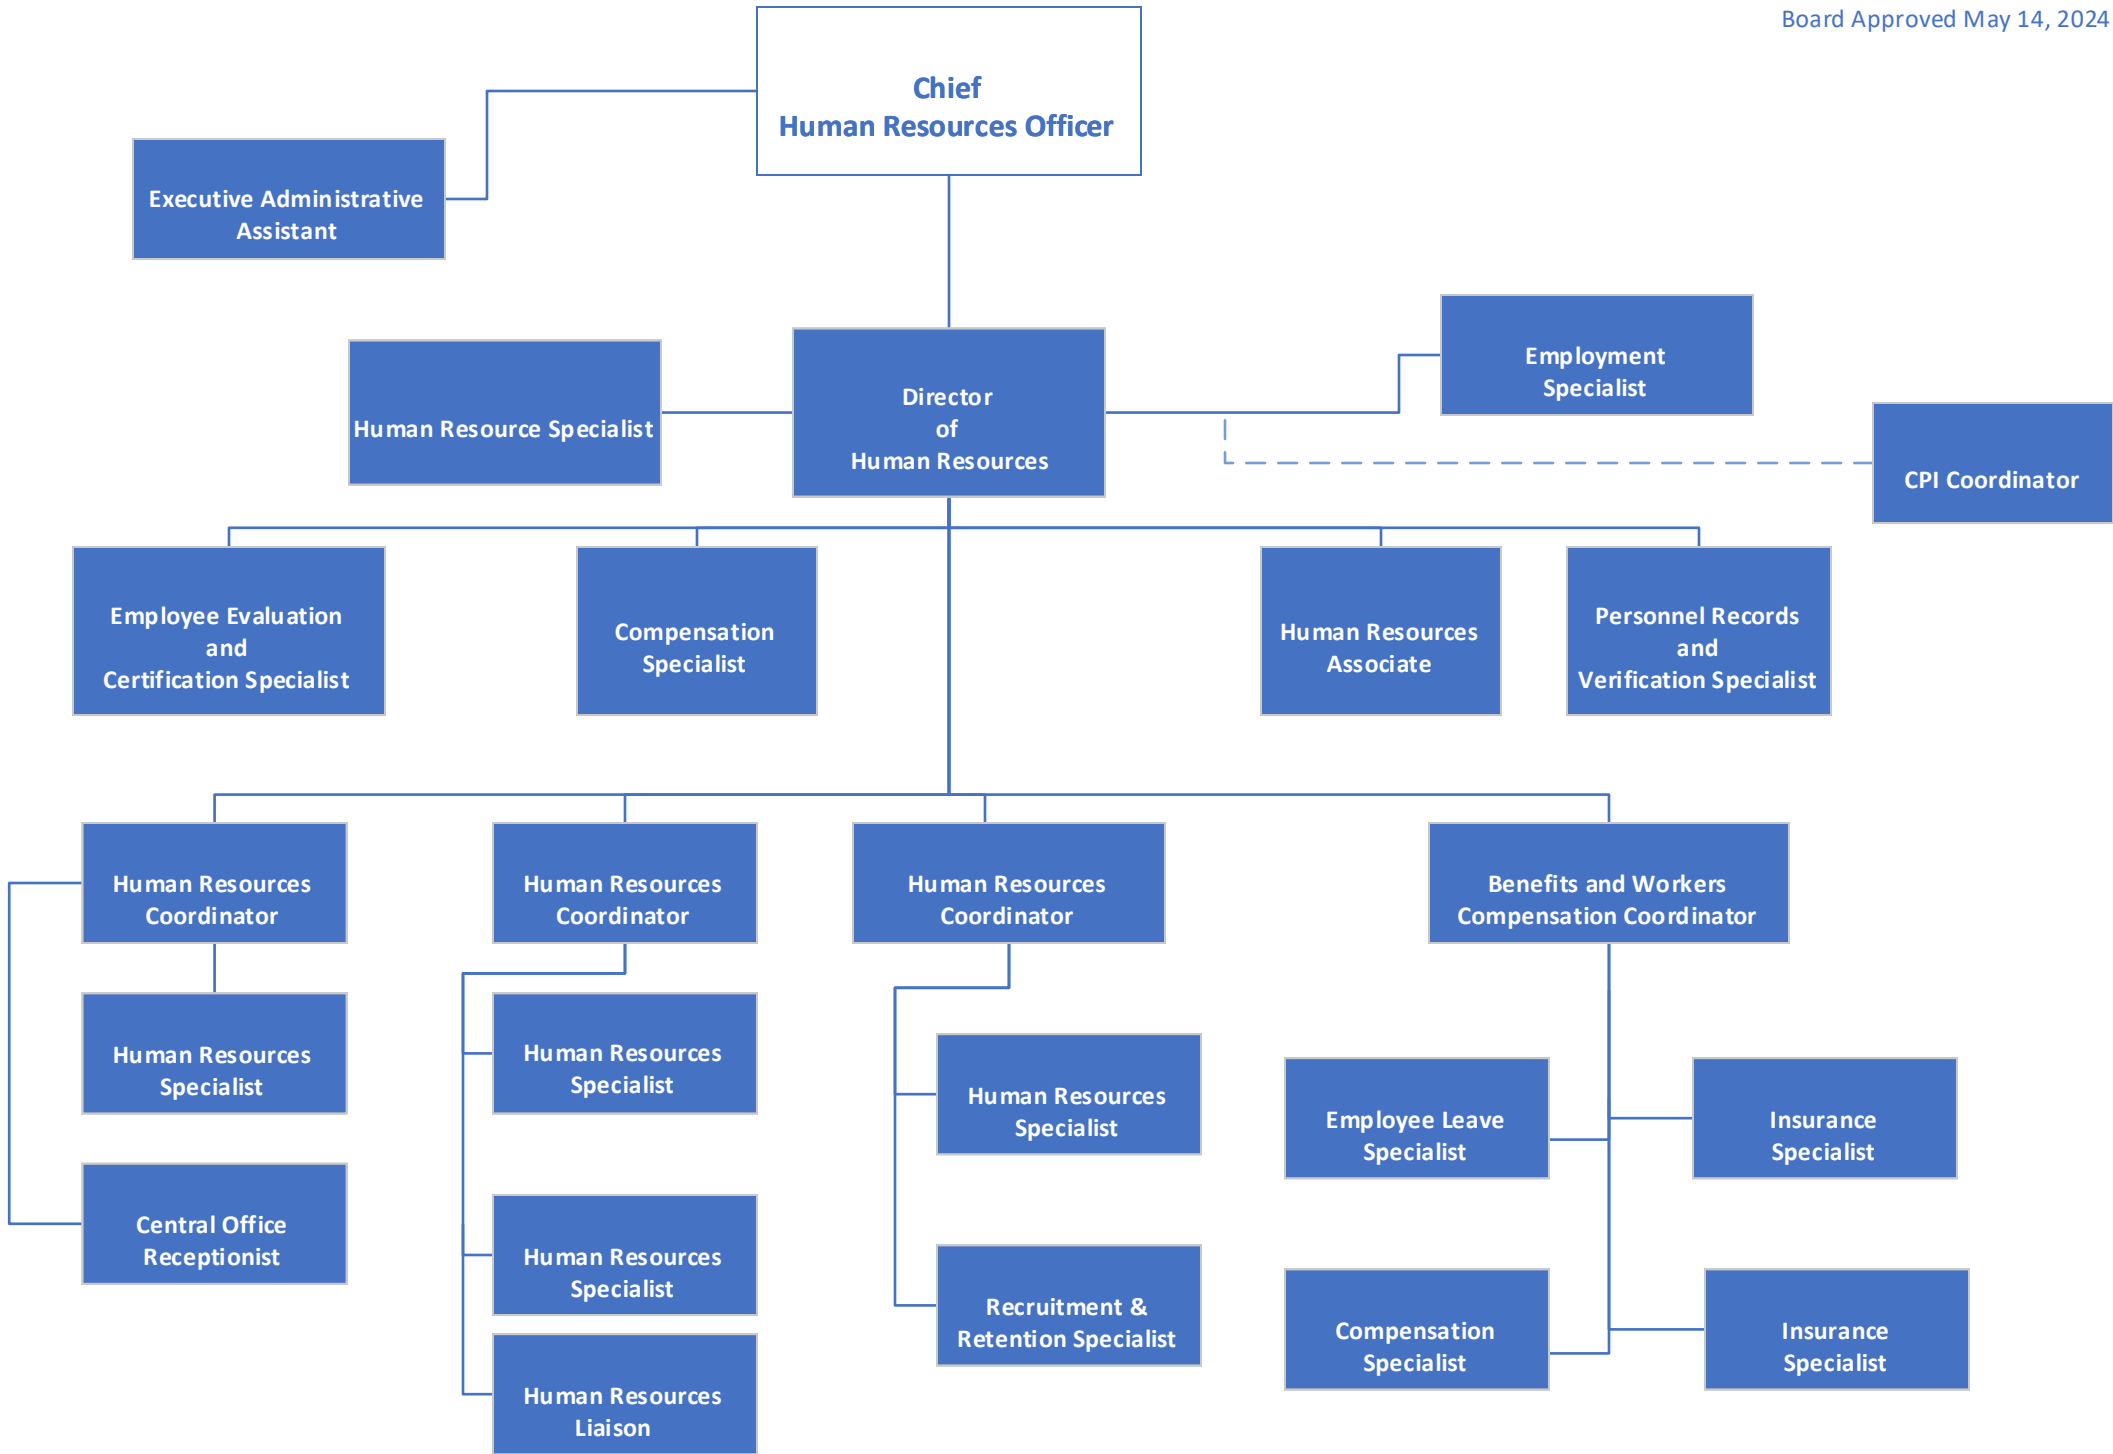 Board Approved May 14, 2024
Chief
Human Resources Officer
Executive Administrative
Assistant
Employment
Specialist
Human Resource Specialist
Director
of
Human Resources
CPI Coordinator
Employee Evaluation
and
Certification Specialist
Compensation
Specialist
Human Resources
Associate
Personnel Records
and
Verification Specialist
Human Resources
Coordinator
Human Resources
Coordinator
Human Resources
Coordinator
Benefits and Workers
Compensation Coordinator
Human Resources
Specialist
Human Resources
Specialist
Human Resources
Specialist
Employee Leave
Specialist
Insurance
Specialist
Central Office
Receptionist
Human Resources
Specialist
Recruitment &
Retention Specialist
Compensation
Specialist
Insurance
Specialist
Human Resources
Liaison